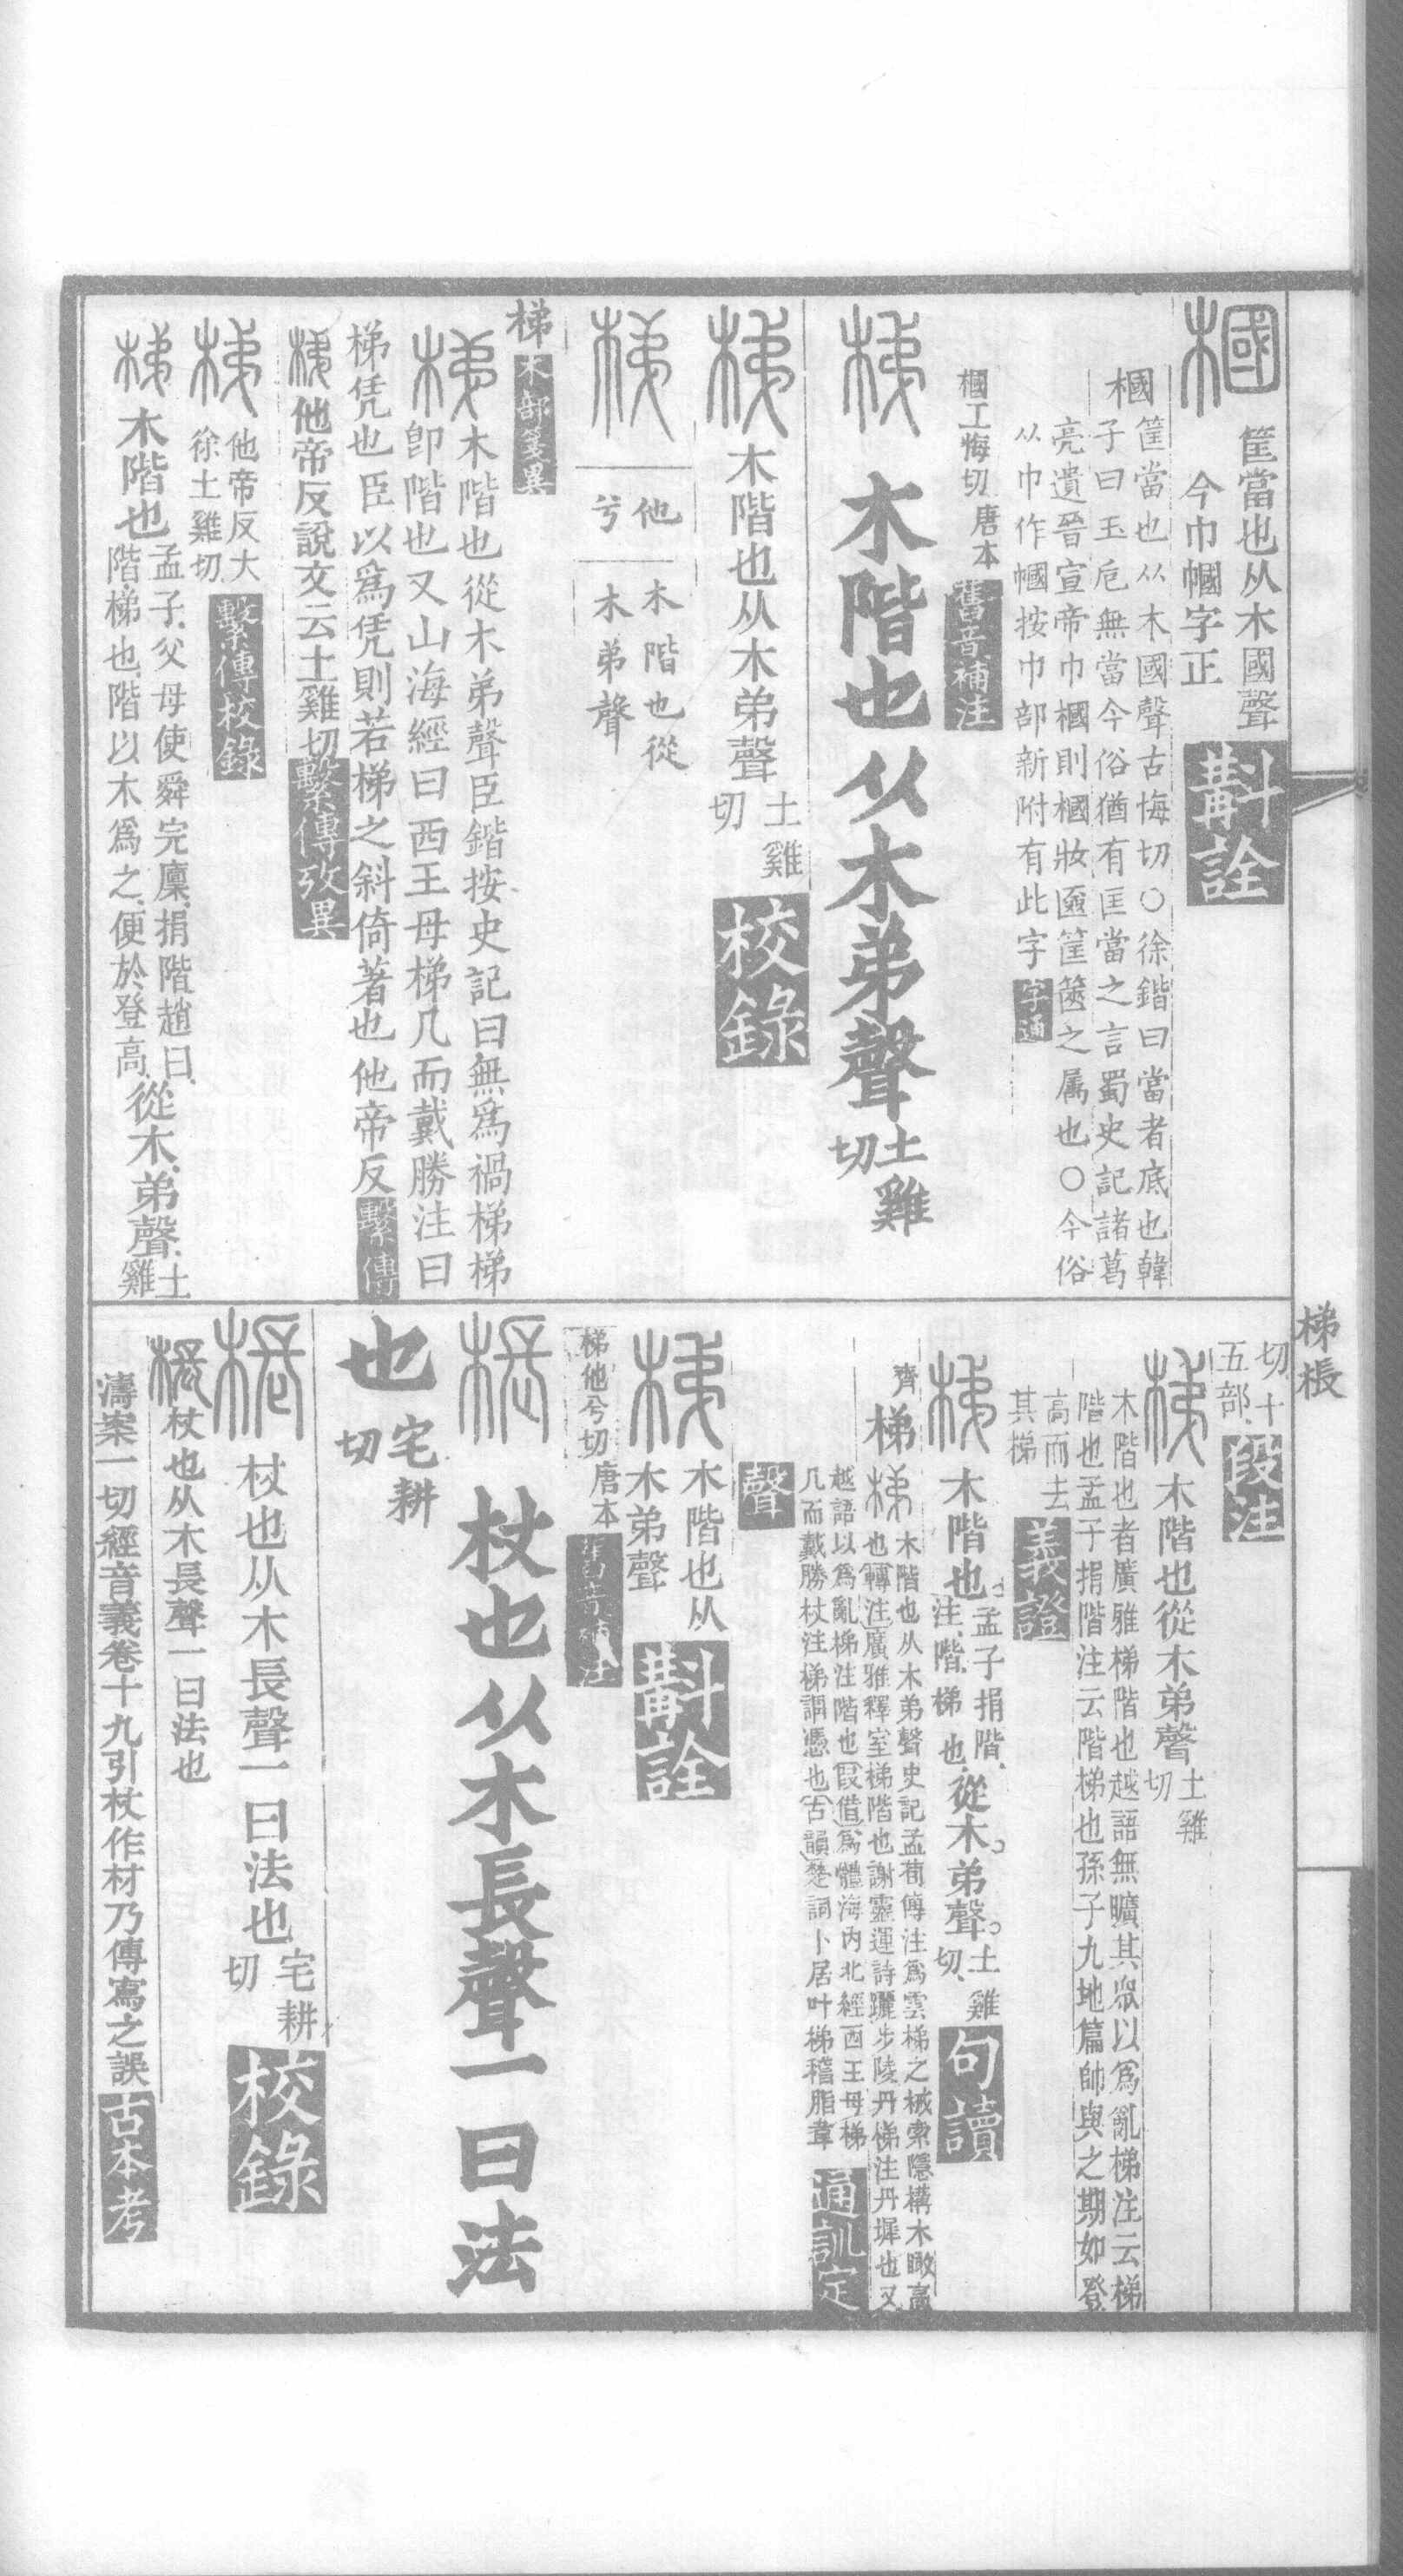 槶 筐當也从木國聲
今巾幗字正 斠詮
槶 筐當也从木國聲古悔切〇徐鍇曰當者底也韓
子曰玉巵無當今俗猶有匡當之言蜀史記諸葛
亮遺晉宣帝巾槶則槶妝匳筐篋之属也〇今俗
从巾作幗按巾部新附有此字 字通
槶工悔切 唐本 舊音補注
梯 木階也从木弟聲 土雞切
梯 木階也从木弟聲 土雞切 校錄
梯 他兮 木階也從木弟聲
梯 木部箋異
梯 木階也從木弟聲臣鍇按史記曰無爲禍梯梯
卽階也又山海經曰西王母梯几而戴勝注曰
梯凭也臣以爲凭則若梯之斜倚著也他帝反 繫傳
梯 他帝反說文云土雞切 繫傳攷異
梯 他帝反大徐土雞切 繫傳校錄
梯 木階也 孟子父母使舜完廩捐階趙曰階梯也階以木爲之便於登高 從木弟聲 土雞
梯棖
切十五部 段注
梯 木階也從木弟聲 土雞切
木階也者廣雅梯階也越語無曠其眾以爲亂梯注云梯
階也孟子捐階注云階梯也孫子九地篇帥與之期如登
高而去其梯 義證
梯 木階也 孟子捐階注階梯也 從木弟聲 土雞切 句讀
齊 梯 梯 木階也从木弟聲史記孟荀傳注爲雲梯之械索隱構木瞰高
也轉注廣雅釋室梯階也謝靈運詩躧步陵丹梯注丹墀也又
越語以爲亂梯注階也叚借爲體海內北經西王母梯
几而戴勝杖注梯謂憑也古韻楚詞卜居叶梯稽脂韋
聲 通訓定
梯 木階也从木弟聲 斠詮
梯他兮切 唐本 舊音補注
棖 杖也从木長聲一曰法
也 宅耕切
棖 杖也从木長聲一曰法也 宅耕切 校錄
棖 杖也从木長聲一曰法也
濤案一切經音義卷十九引杖作材乃傳寫之誤 古本考